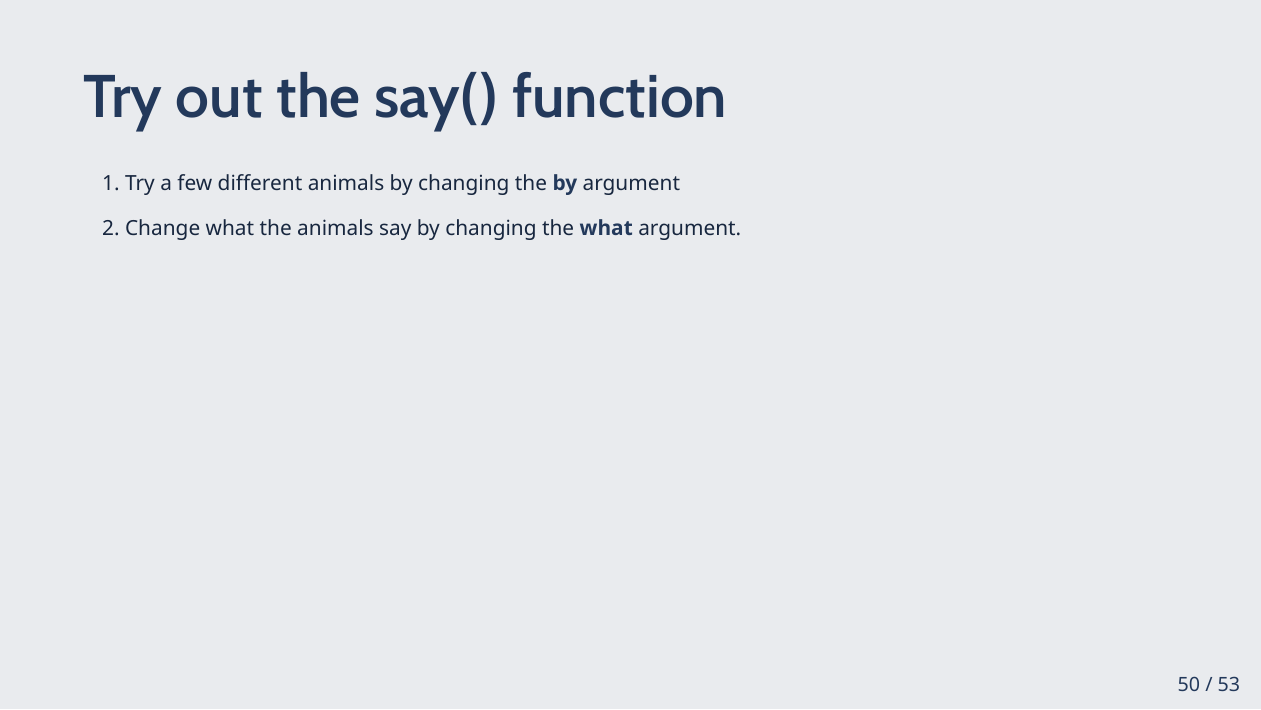 Try out the say() function
1. Try a few different animals by changing the by argument
2. Change what the animals say by changing the what argument.
50 / 53